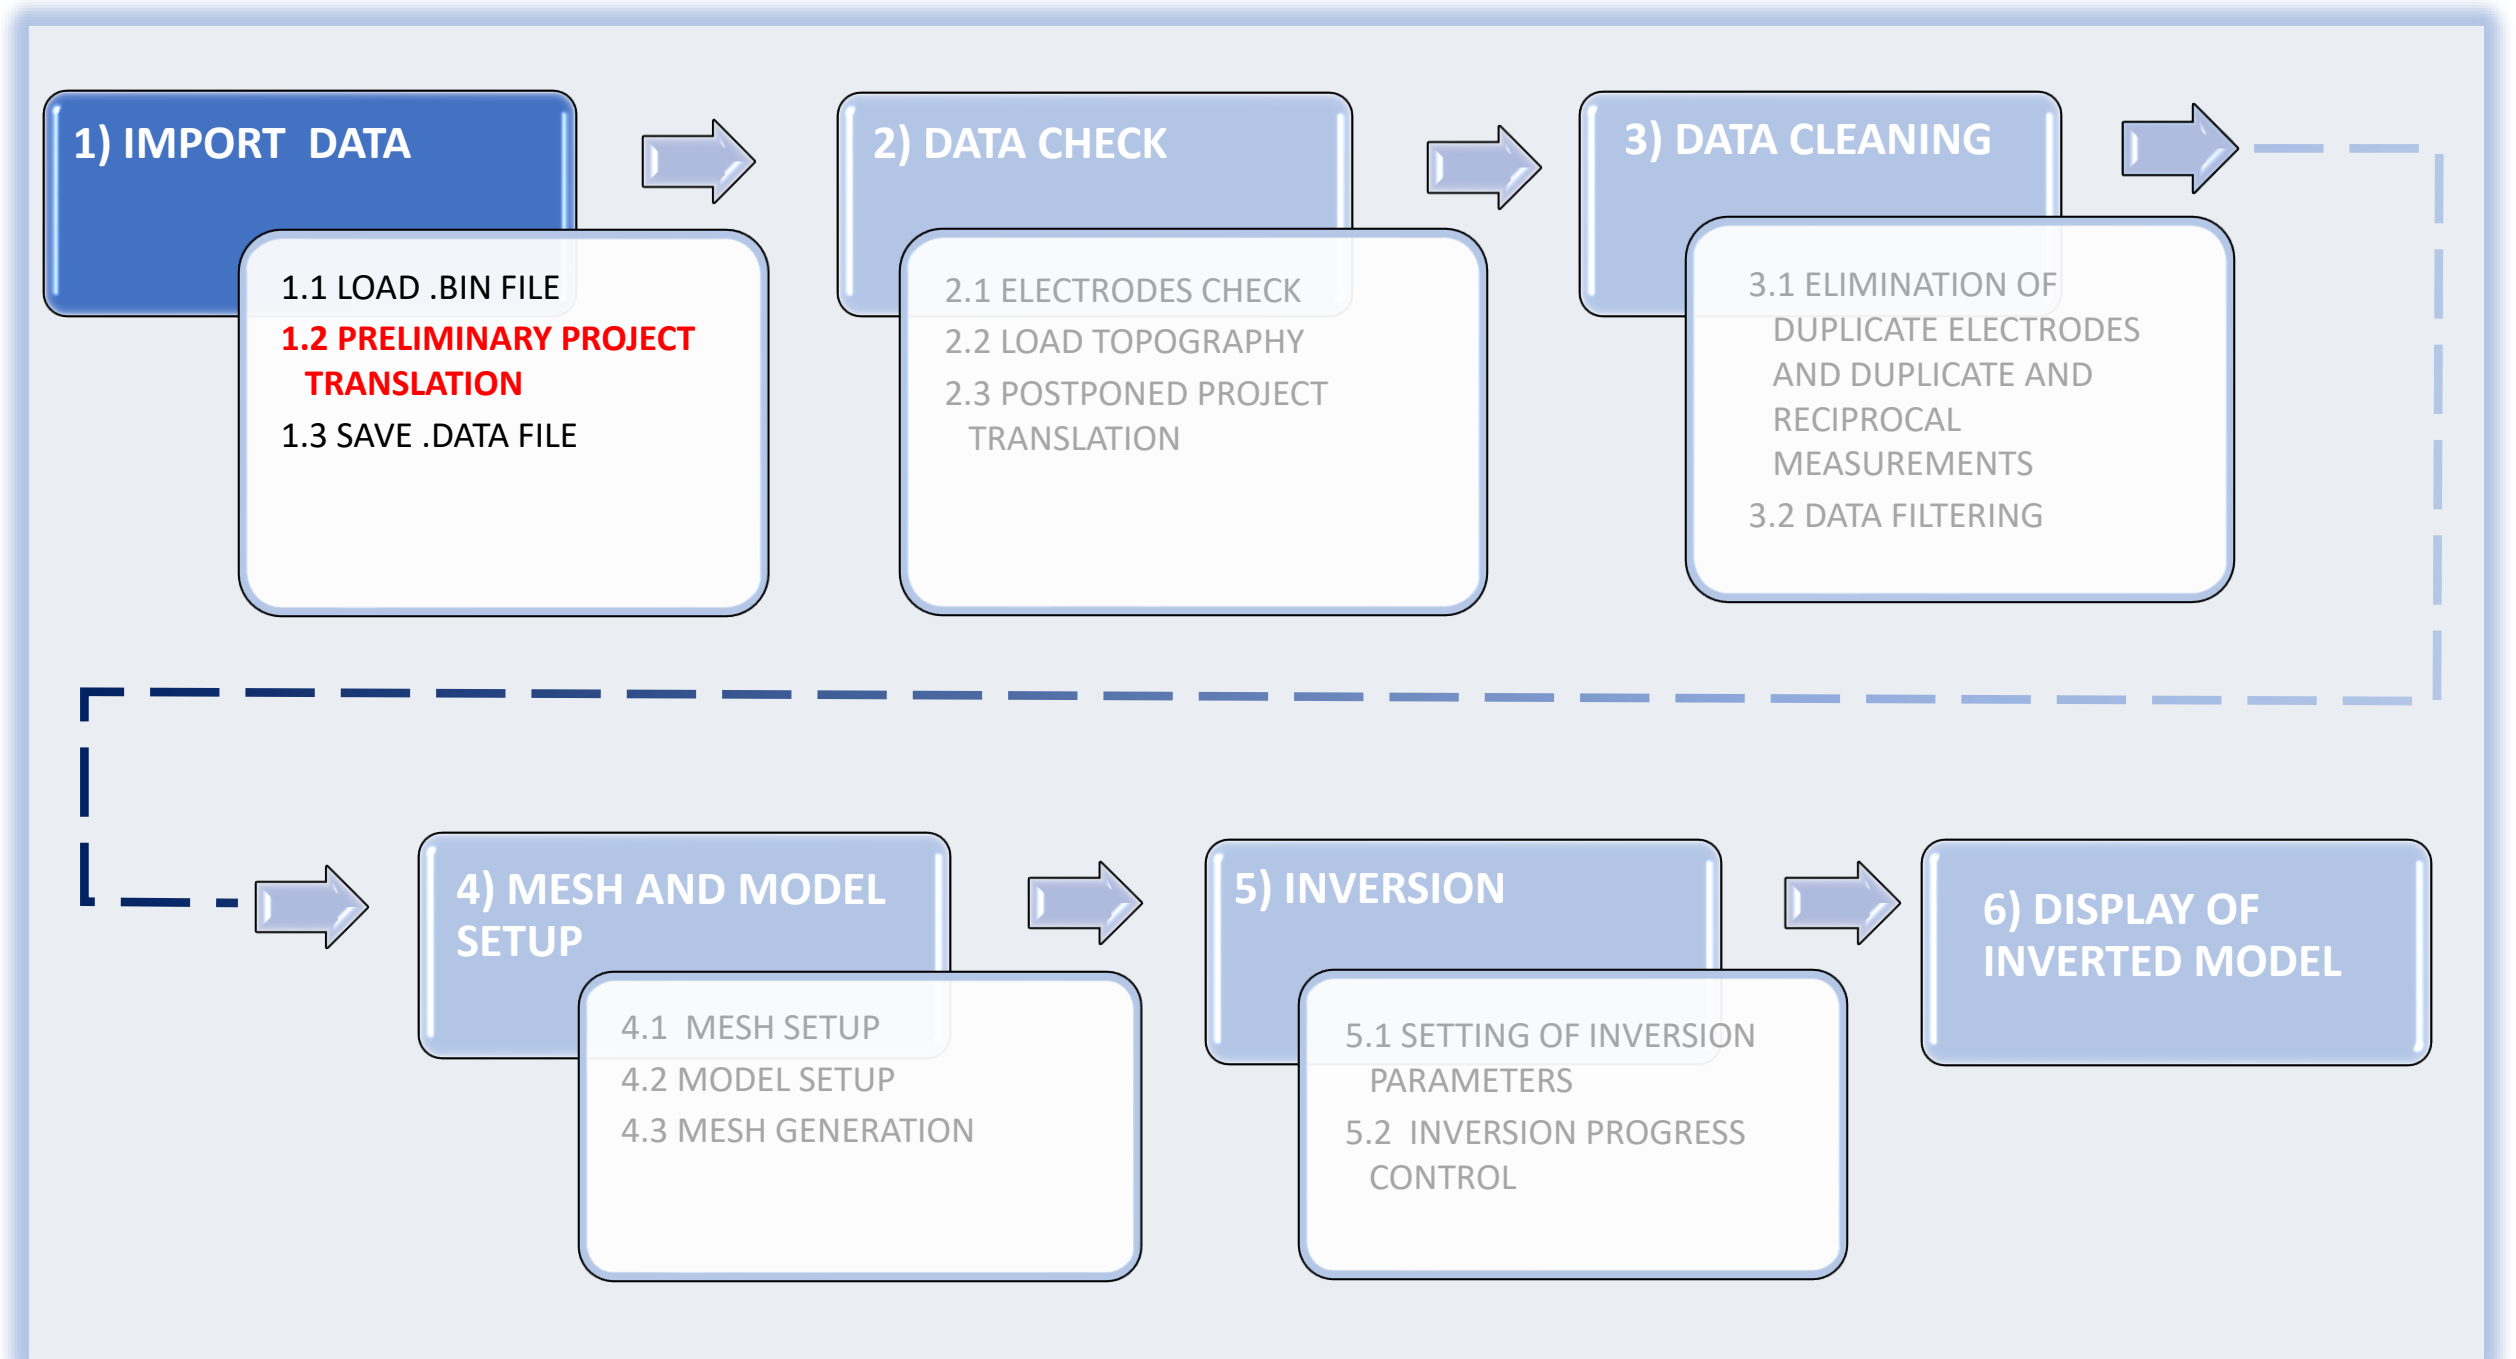 1) IMPORT  DATA
1.1 LOAD .BIN FILE
1.2 PRELIMINARY PROJECT
TRANSLATION
1.3 SAVE .DATA FILE
2) DATA CHECK
2.1 ELECTRODES CHECK
2.2 LOAD TOPOGRAPHY
2.3 POSTPONED PROJECT
TRANSLATION
3) DATA CLEANING
3.1 ELIMINATION OF
DUPLICATE ELECTRODES
AND DUPLICATE AND
RECIPROCAL
MEASUREMENTS
3.2 DATA FILTERING
4) MESH AND MODEL
SETUP
4.1  MESH SETUP
4.2 MODEL SETUP
4.3 MESH GENERATION
5) INVERSION
5.1 SETTING OF INVERSION
PARAMETERS
5.2  INVERSION PROGRESS
CONTROL
6) DISPLAY OF
INVERTED MODEL